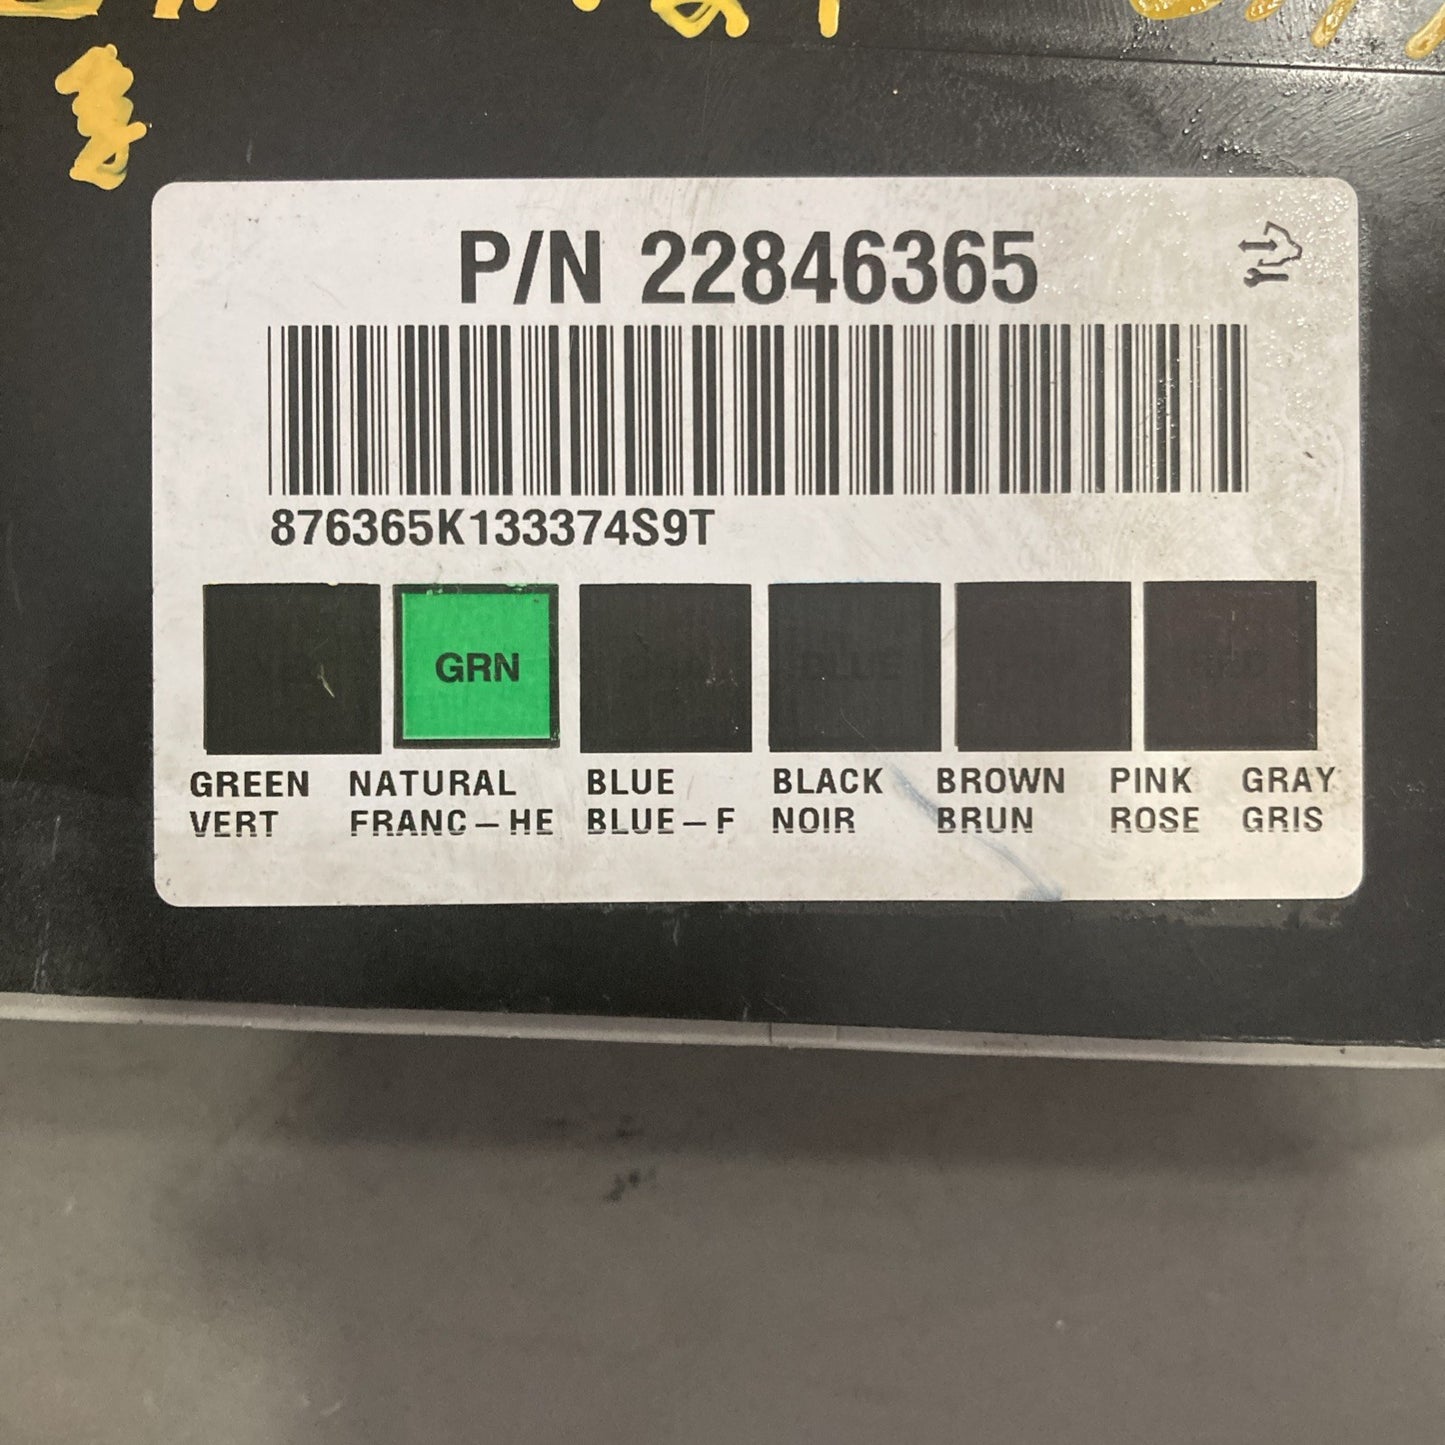 P/N 22846365
876365K133374S9T
GRN
GREEN NATURAL BLUE BLACK BROWN PINK GRAY
VERT FRANC-HE BLUE-F NOIR BRUN ROSE GRIS